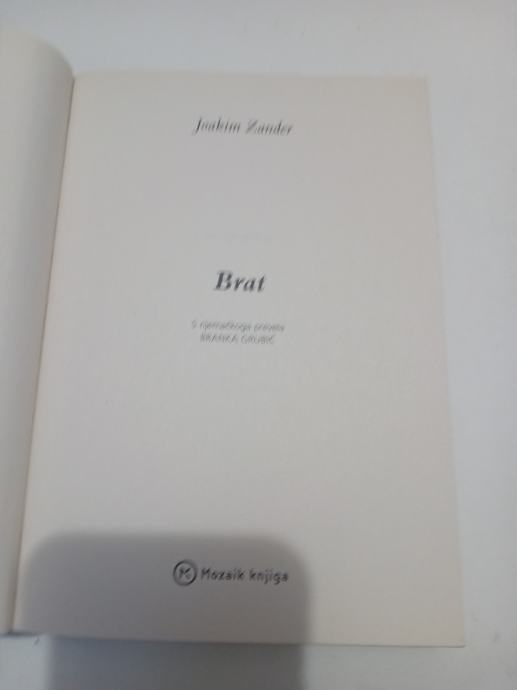 Joakim Zander
Brat
S njemačkoga prevela
BRANKA GRUBIĆ
Mozaik knjiga